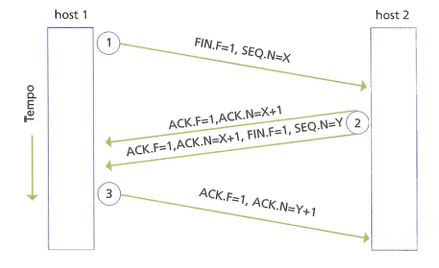 host 1
host 2
1
FIN.F=1, SEQ.N=X
Tempo
ACK.F=1,ACK.N=X+1
2
ACK.F=1,ACK.N=X+1, FIN.F=1, SEQ.N=Y
3
ACK.F=1, ACK.N=Y+1